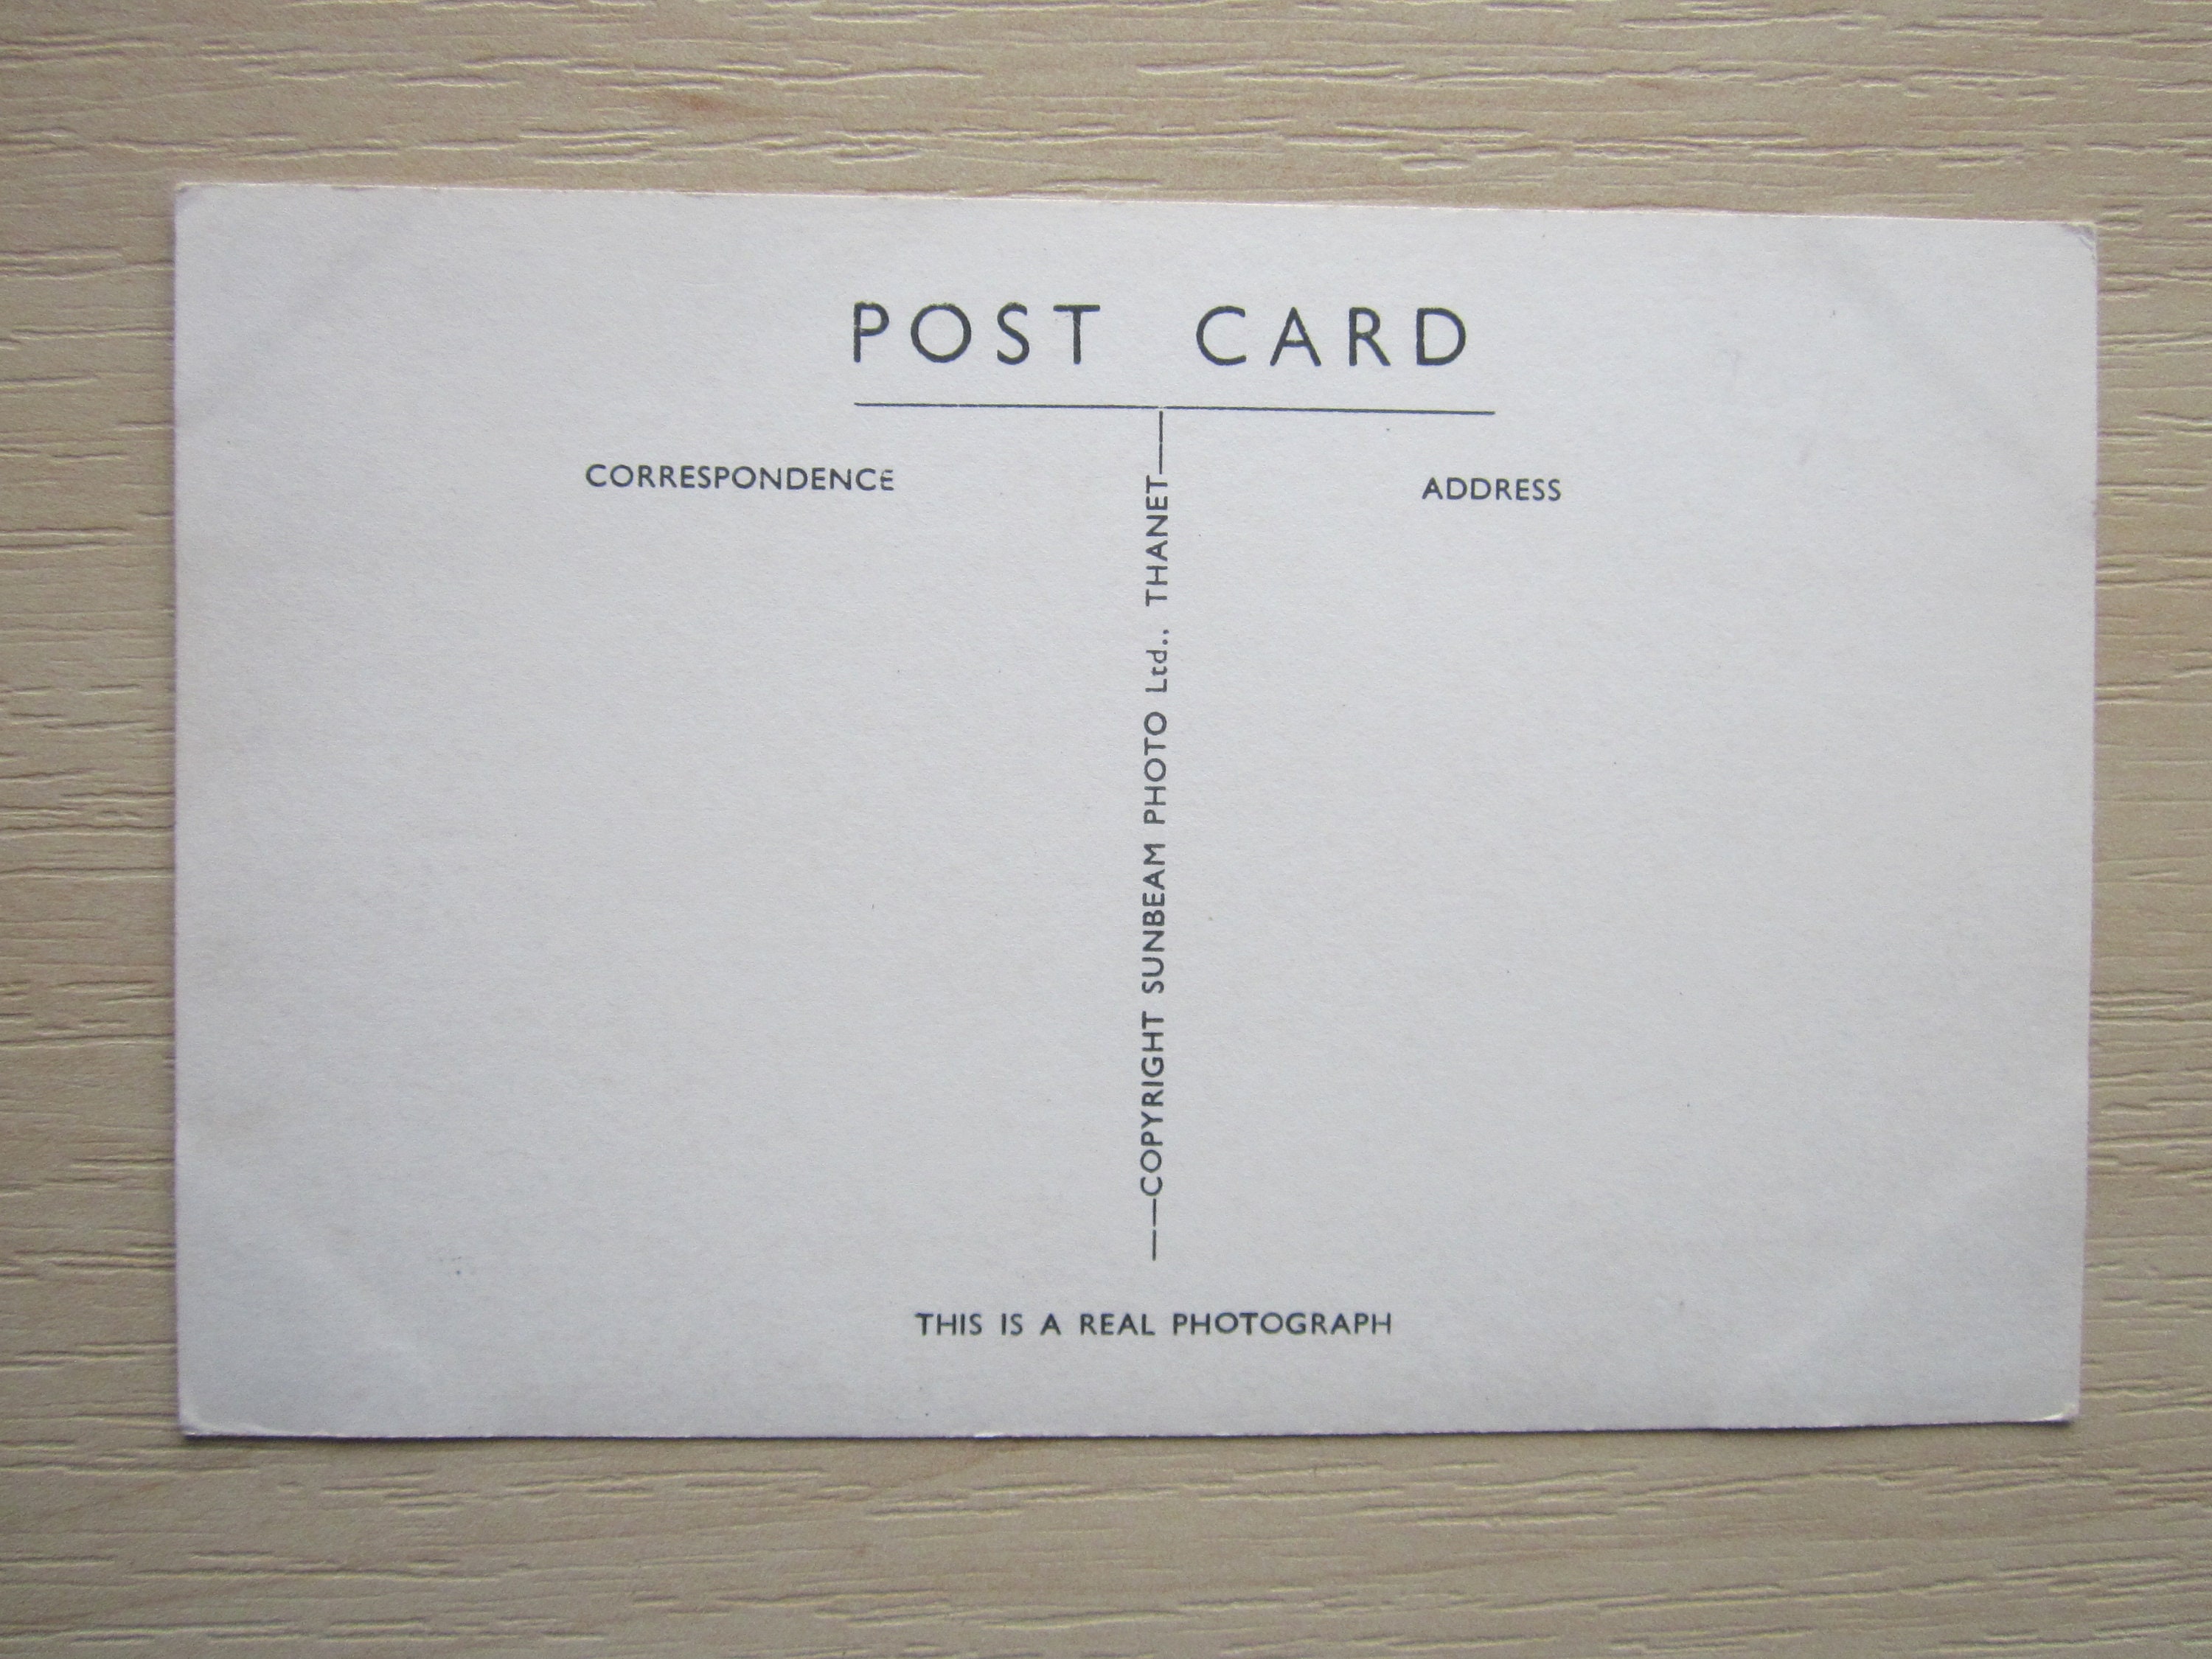 POST CARD
CORRESPONDENCE
ADDRESS
COPYRIGHT SUNBEAM PHOTO Ltd.. THANET
THIS IS A REAL PHOTOGRAPH